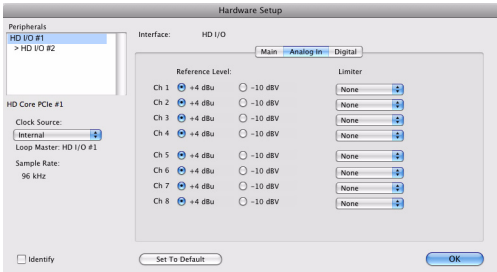 Hardware Setup
Peripherals
HD I/O #1
> HD I/O #2
HD Core PCIe #1
Clock Source:
Internal
Loop Master: HD I/O #1
Sample Rate:
96 kHz
Identify
Interface: HD I/O
Main Analog In Digital
Reference Level: Limiter
Ch 1 +4 dBu -10 dBV None
Ch 2 +4 dBu -10 dBV None
Ch 3 +4 dBu -10 dBV None
Ch 4 +4 dBu -10 dBV None
Ch 5 +4 dBu -10 dBV None
Ch 6 +4 dBu -10 dBV None
Ch 7 +4 dBu -10 dBV None
Ch 8 +4 dBu -10 dBV None
Set To Default OK